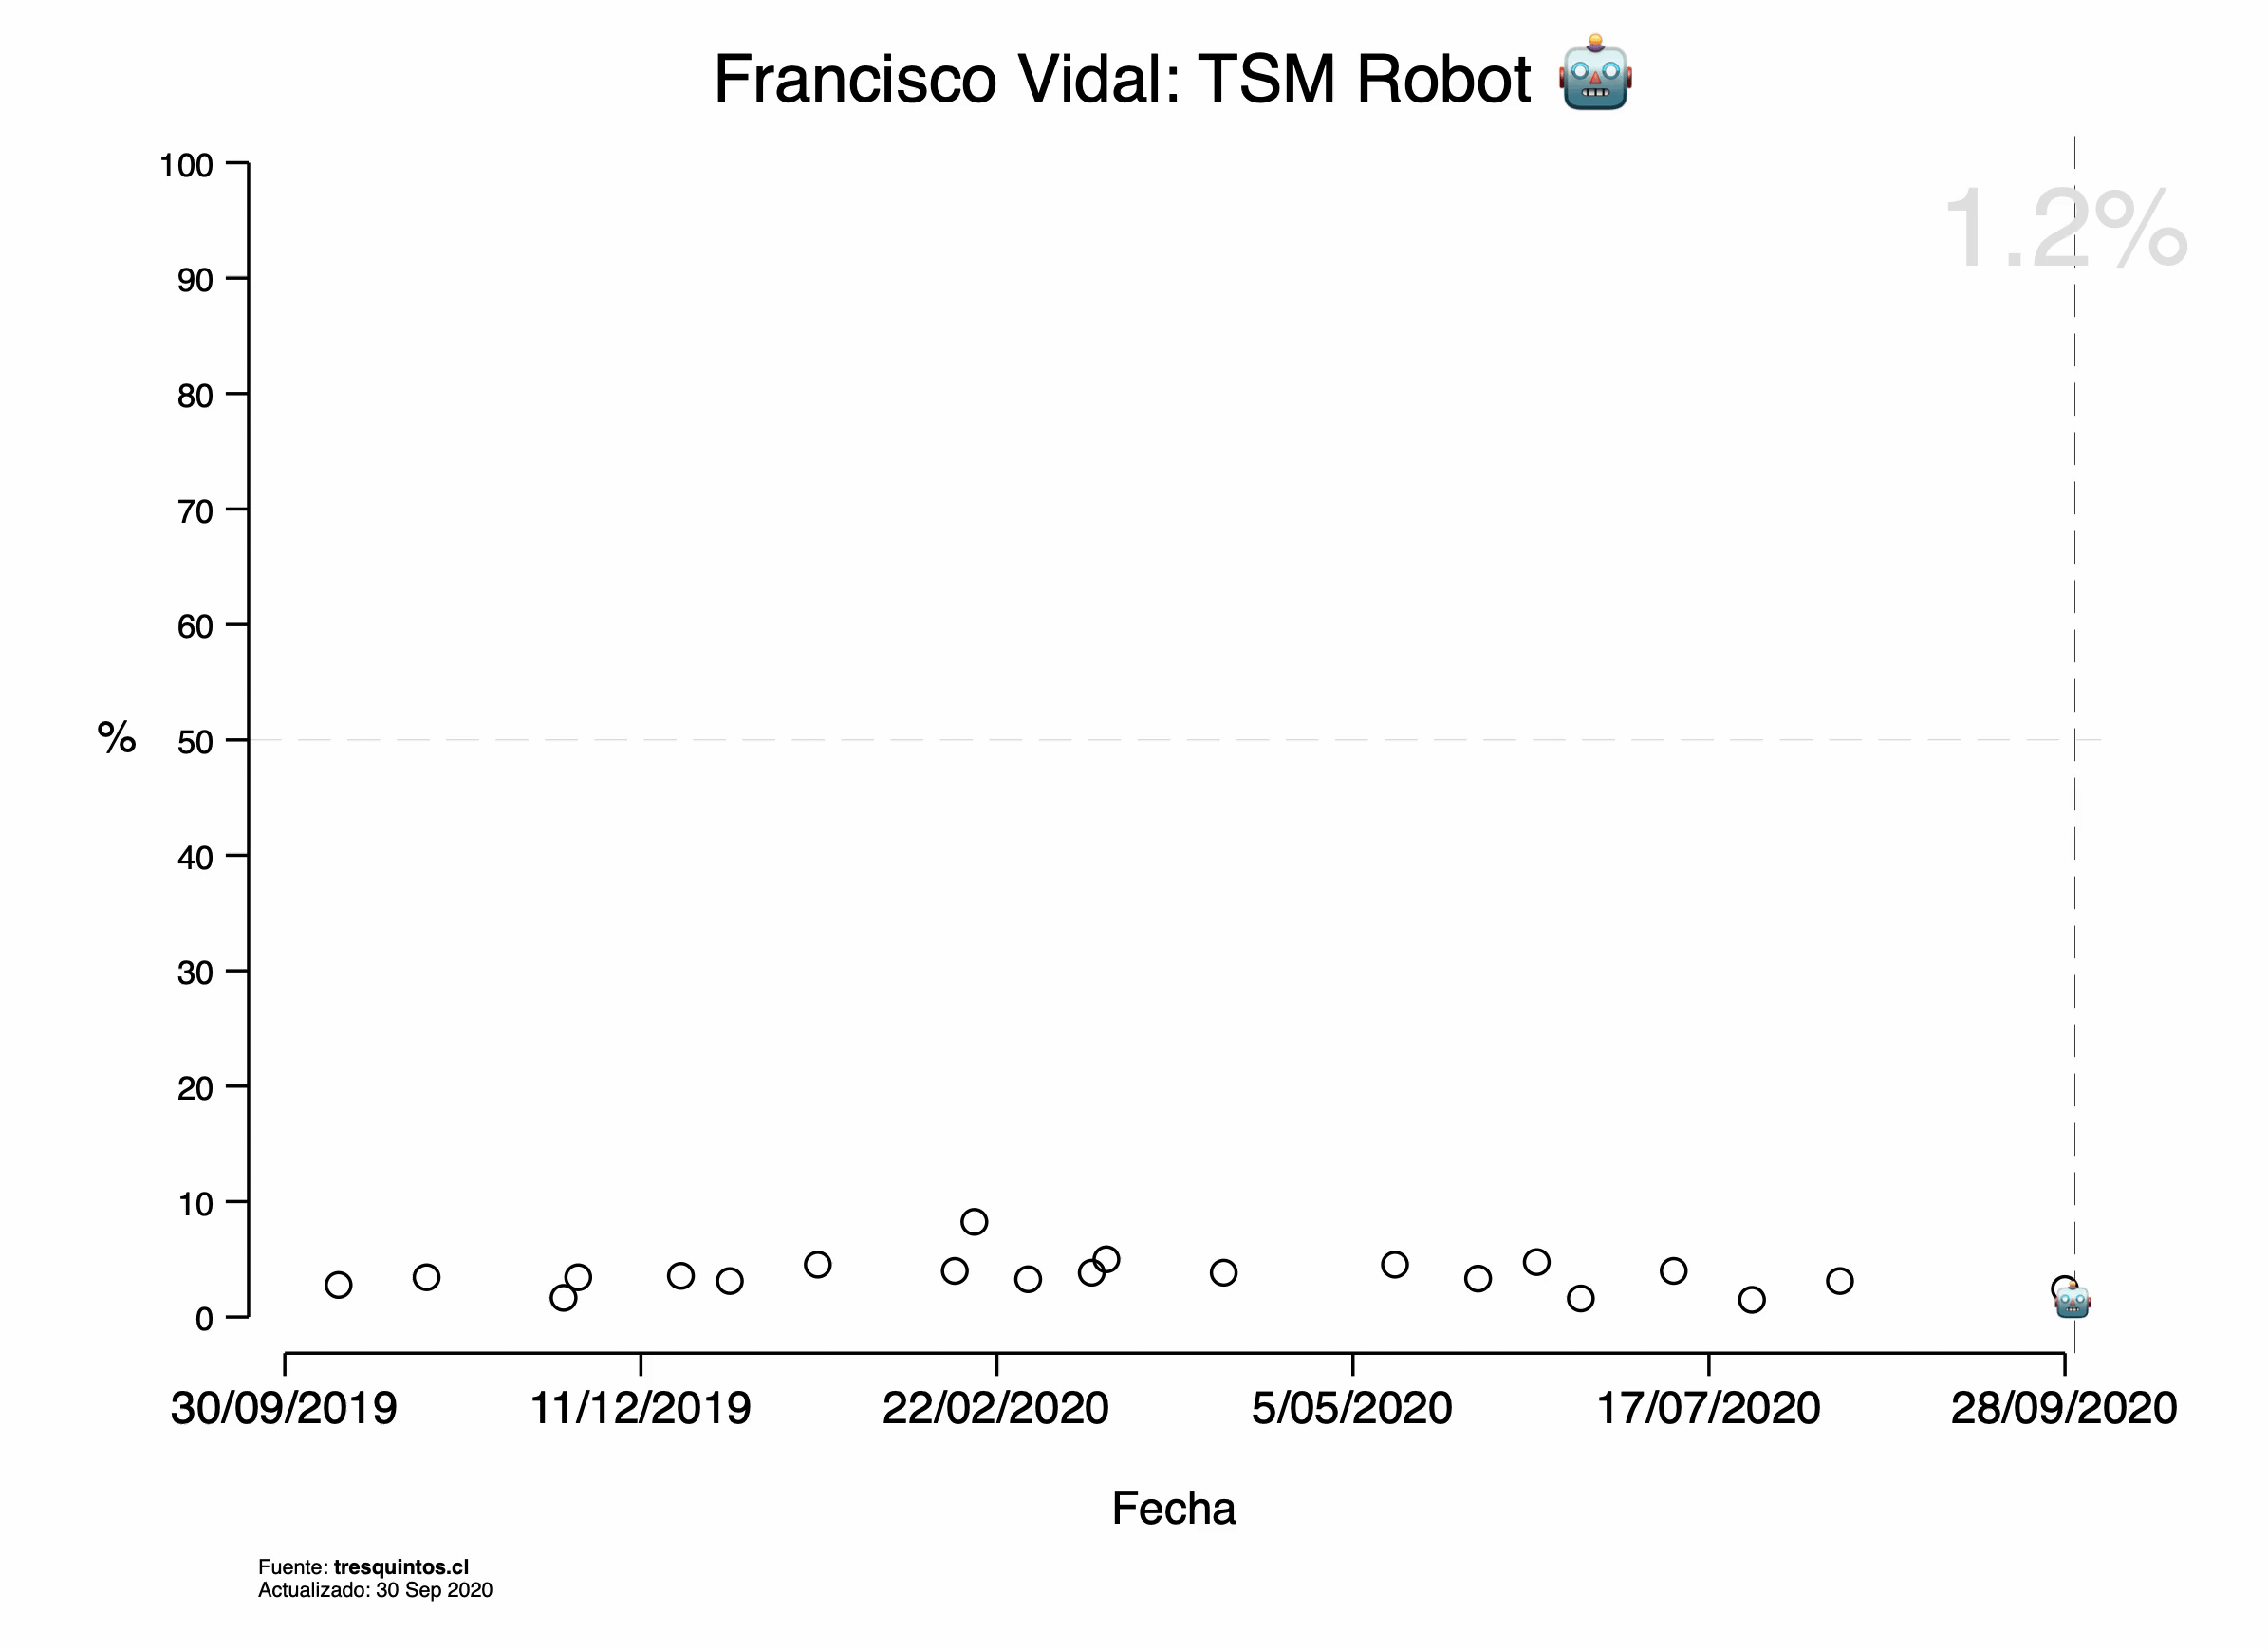 Francisco Vidal: TSM Robot 🤖
1.2%
100
90
80
70
60
50
40
30
20
10
0
%
30/09/2019 11/12/2019 22/02/2020 5/05/2020 17/07/2020 28/09/2020
Fecha
Fuente: tresquintos.cl
Actualizado: 30 Sep 2020